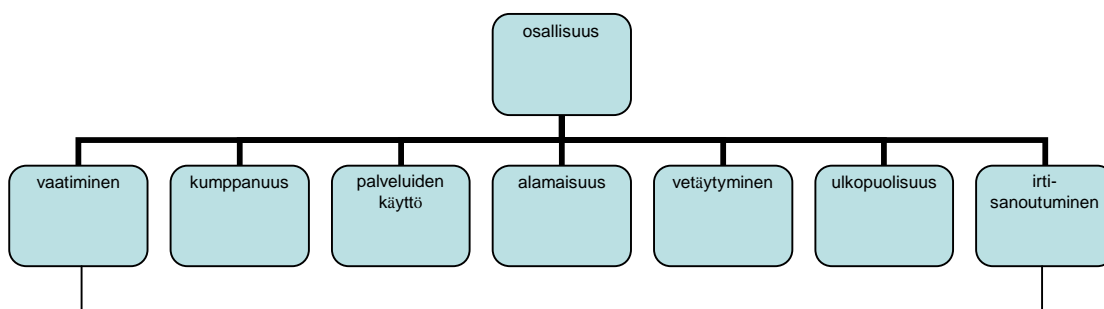 osallisuus
vaatiminen
kumppanuus
palveluiden
käyttö
alamaisuus
vetäytyminen
ulkopuolisuus
irti-
sanoutuminen